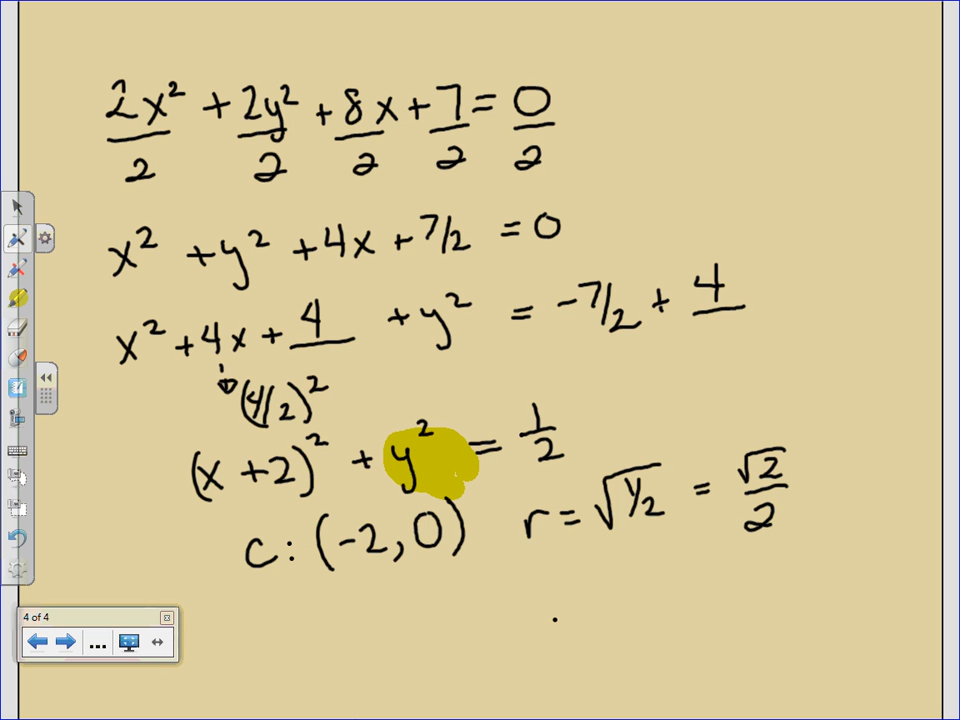 2x² + 2y² + 8x + 7 = 0
2 2 2 2 2
x² + y² + 4x + 7/2 = 0
x² + 4x + 4 + y² = -7/2 + 4
(4/2)²
(x + 2)² + y² = 1/2
c: (-2, 0) r = √1/2 = √2/2
4 of 4
...